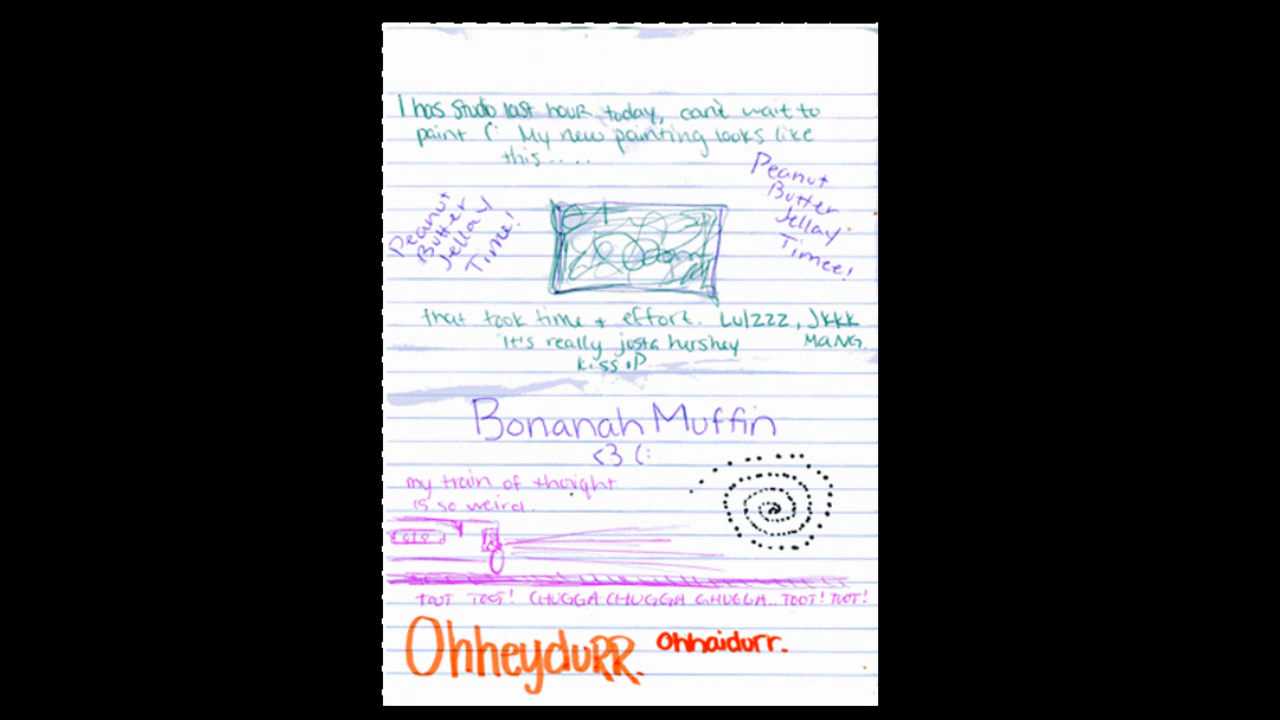 I has studio last hour today, can't wait to
paint (: My new painting looks like
this....
Peanut
Butter
Jellay
Timee!
Peanut
Butter
Jellay
Time!
that took time + effort. Lulzzz, Jkkk
MANG.
It's really just a hershey
kiss :P
Bonanah Muffin
<3 (:
my train of thought
is so weird.
TOOT TOOT! CHUGGA CHUGGA CHUGGA.. TOOT! TOOT!
OhheyduRR. Ohhaidurr.